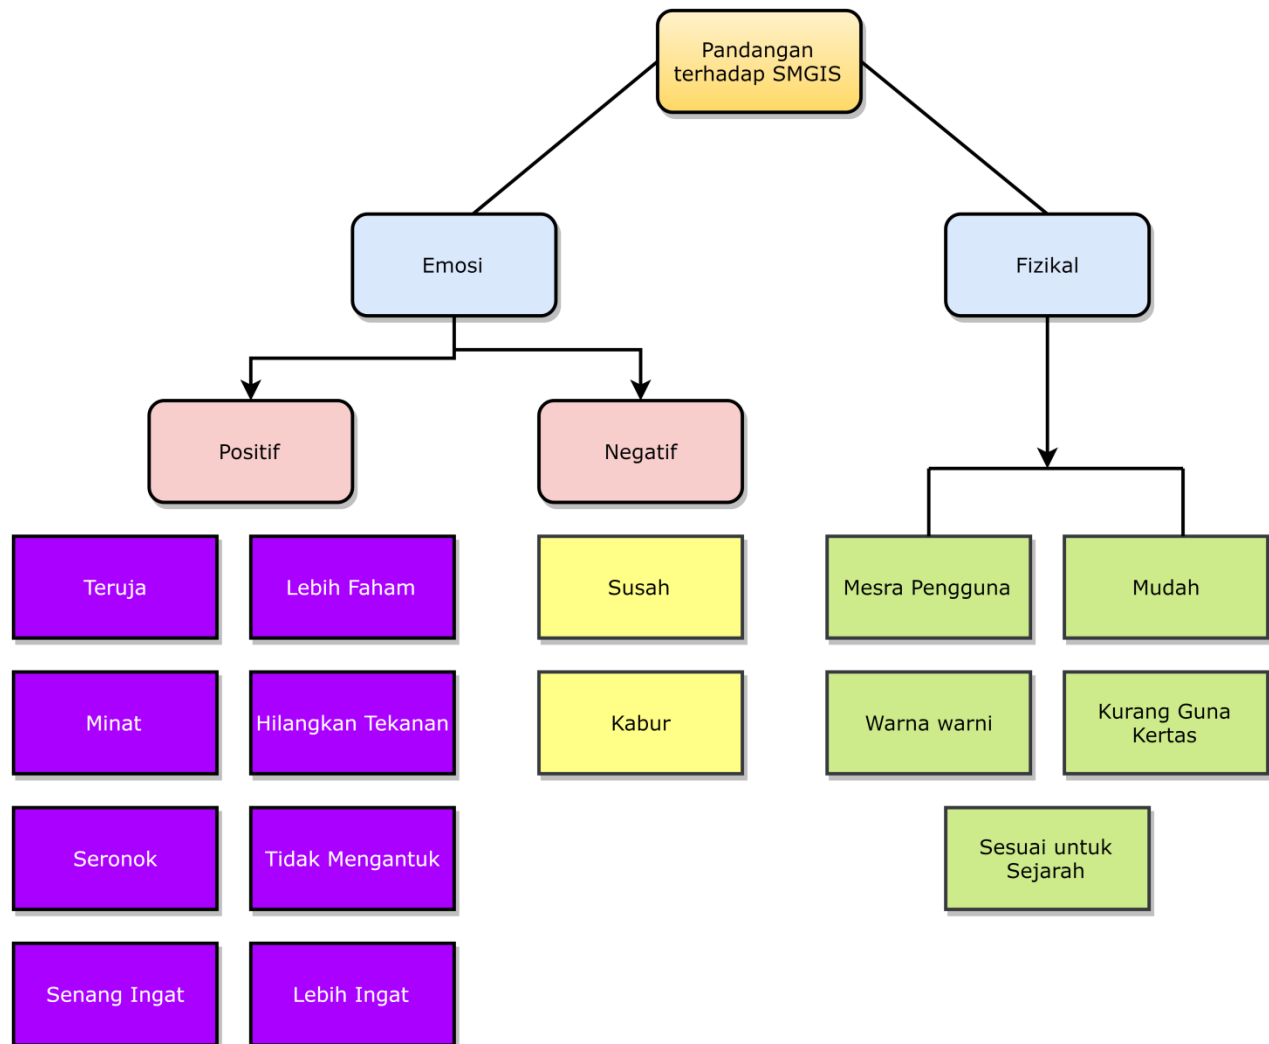 Pandangan
terhadap SMGIS
Emosi
Fizikal
Positif
Negatif
Teruja
Lebih Faham
Susah
Mesra Pengguna
Mudah
Minat
Hilangkan Tekanan
Kabur
Warna warni
Kurang Guna
Kertas
Seronok
Tidak Mengantuk
Sesuai untuk
Sejarah
Senang Ingat
Lebih Ingat